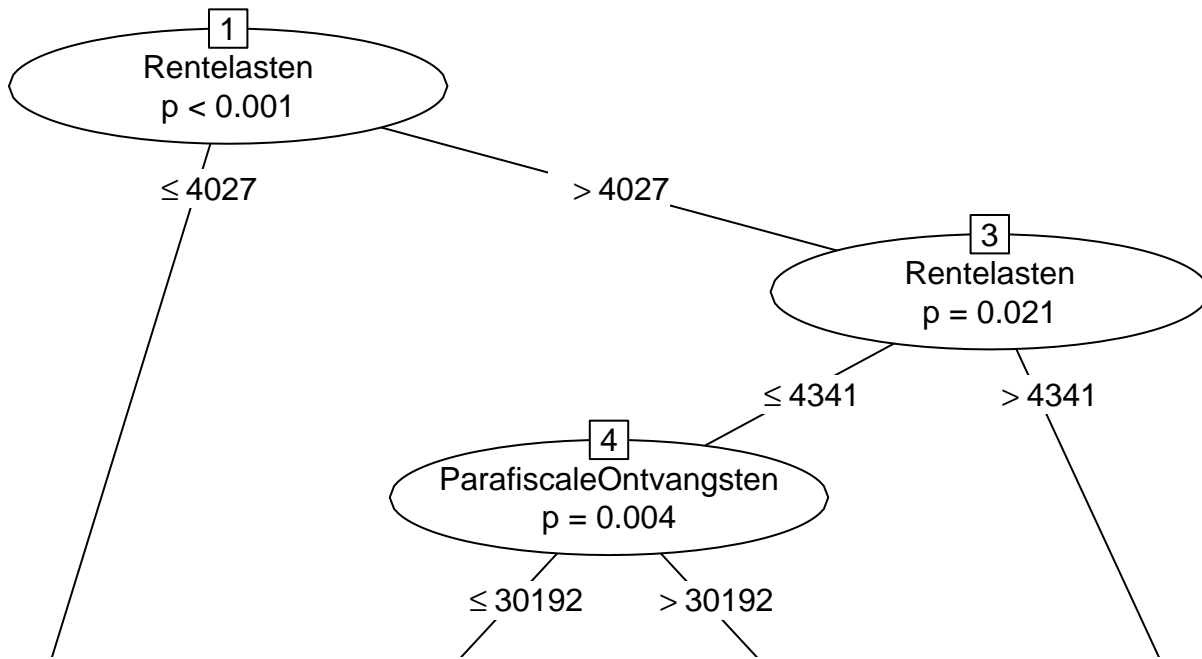 1
Rentelasten
p < 0.001
≤ 4027
> 4027
3
Rentelasten
p = 0.021
≤ 4341
> 4341
4
ParafiscaleOntvangsten
p = 0.004
≤ 30192
> 30192